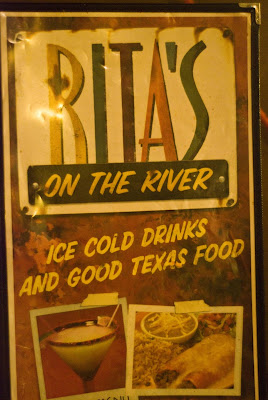 RITA'S
ON THE RIVER
ICE COLD DRINKS
AND GOOD TEXAS FOOD